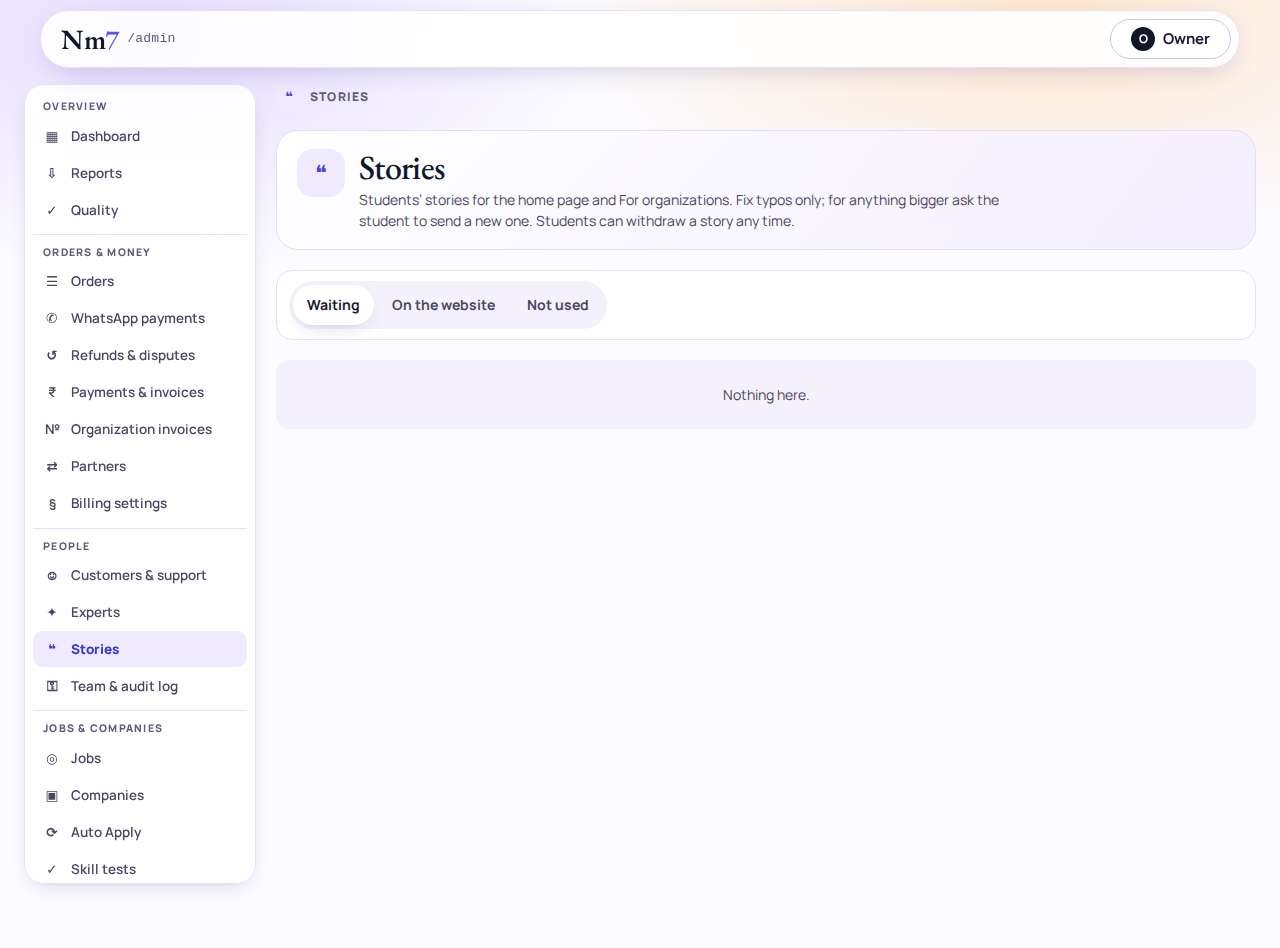 Nm7 /admin
O Owner
OVERVIEW
Dashboard
Reports
Quality
ORDERS & MONEY
Orders
WhatsApp payments
Refunds & disputes
₹ Payments & invoices
Nº Organization invoices
Partners
§ Billing settings
PEOPLE
Customers & support
Experts
❝ Stories
Team & audit log
JOBS & COMPANIES
Jobs
Companies
Auto Apply
Skill tests
❝ STORIES
❝ Stories
Students' stories for the home page and For organizations. Fix typos only; for anything bigger ask the
student to send a new one. Students can withdraw a story any time.
Waiting On the website Not used
Nothing here.